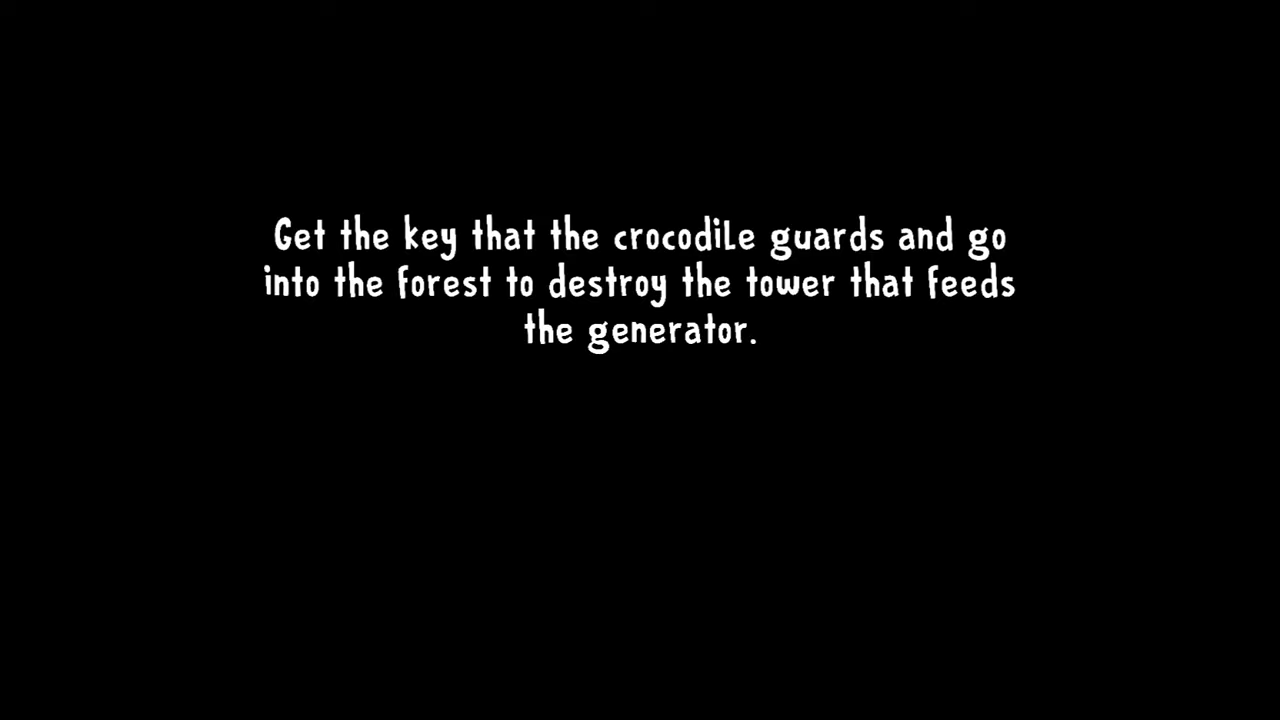 Get the key that the crocodile guards and go
into the forest to destroy the tower that feeds
the generator.